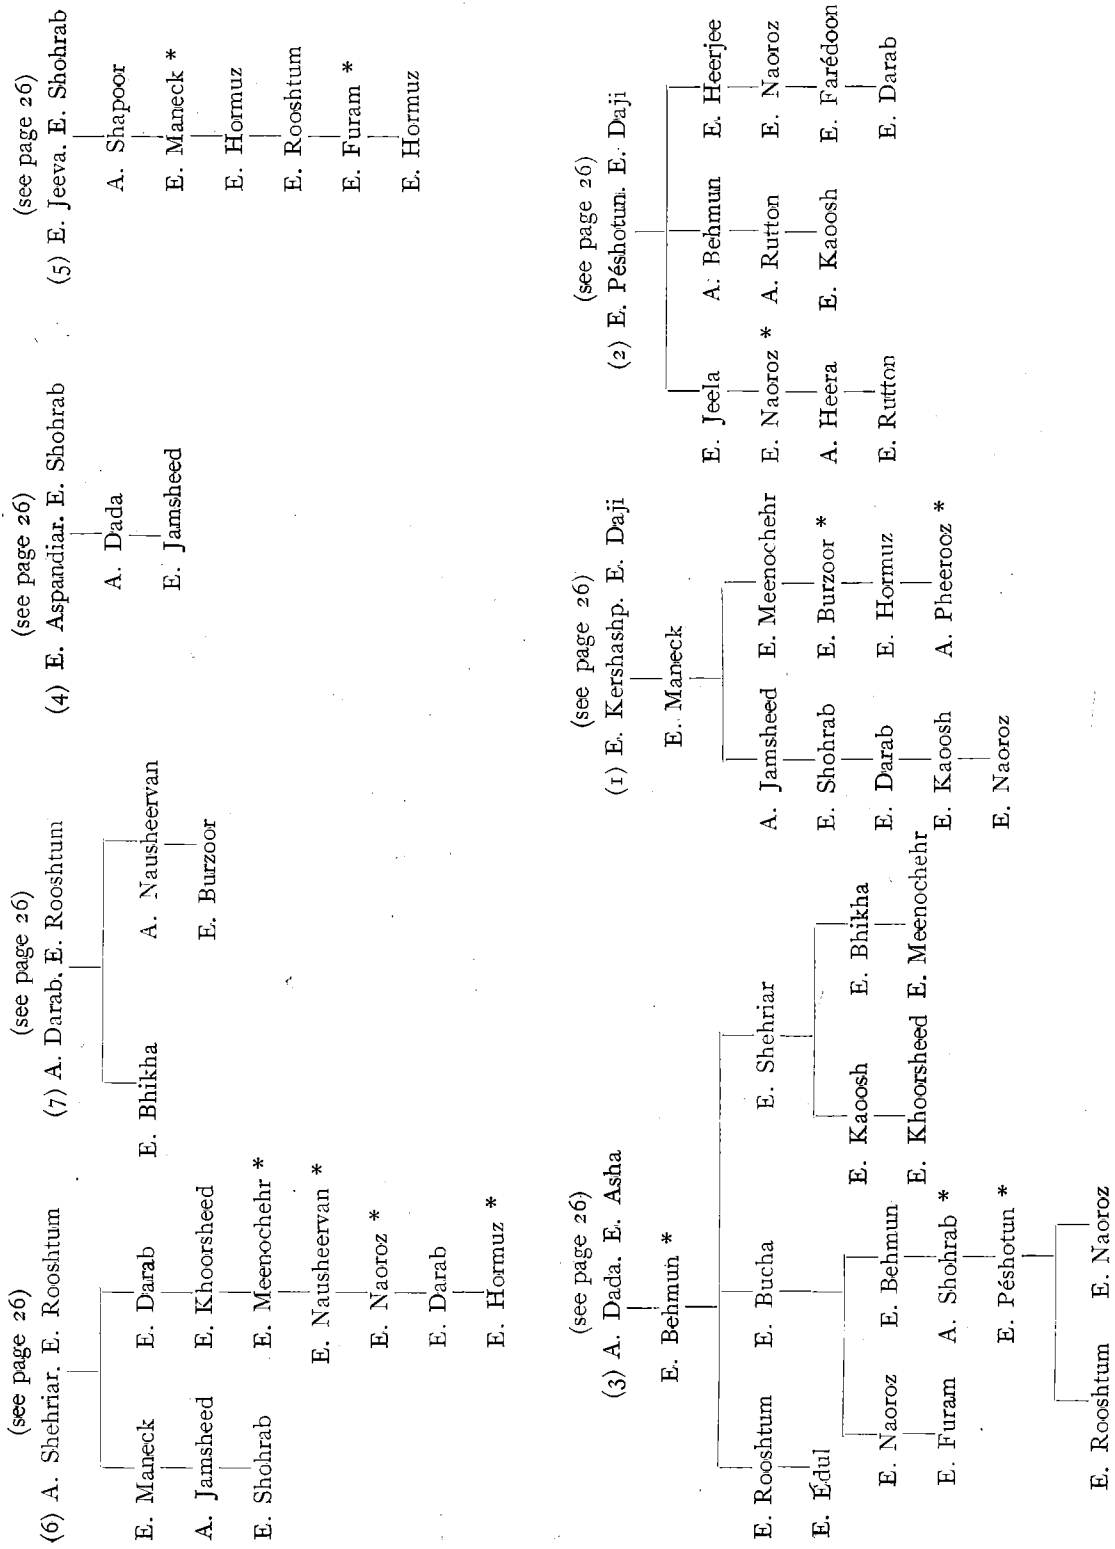 (see page 26)
(6) A. Shehriar. E. Rooshtum
E. Maneck E. Darab
A. Jamsheed E. Khoorsheed
E. Shohrab E. Meenochehr *
E. Nausheervan *
E. Naoroz *
E. Darab
E. Hormuz *
(see page 26)
(7) A. Darab. E. Rooshtum
E. Bhikha A. Nausheervan
E. Burzoor
(see page 26)
(4) E. Aspandiar. E. Shohrab
A. Dada
E. Jamsheed
(see page 26)
(5) E. Jeeva. E. Shohrab
A. Shapoor
E. Maneck *
E. Hormuz
E. Rooshtum
E. Furam *
E. Hormuz
(see page 26)
(3) A. Dada. E. Asha
E. Behmun *
E. Rooshtum E. Bucha E. Shehriar
E. Édul
E. Kaoosh E. Bhikha
E. Khoorsheed E. Meenochehr
E. Naoroz E. Behmun
E. Furam A. Shohrab *
E. Péshotun *
E. Rooshtum E. Naoroz
(see page 26)
(1) E. Kershashp. E. Daji
E. Maneck
A. Jamsheed E. Meenochehr
E. Shohrab E. Burzoor *
E. Darab E. Hormuz
E. Kaoosh A. Pheerooz *
E. Naoroz
(see page 26)
(2) E. Péshotun. E. Daji
E. Jeela A. Behmun E. Heerjee
E. Naoroz * A. Rutton E. Naoroz
A. Heera E. Kaoosh E. Farédoon
E. Rutton E. Darab